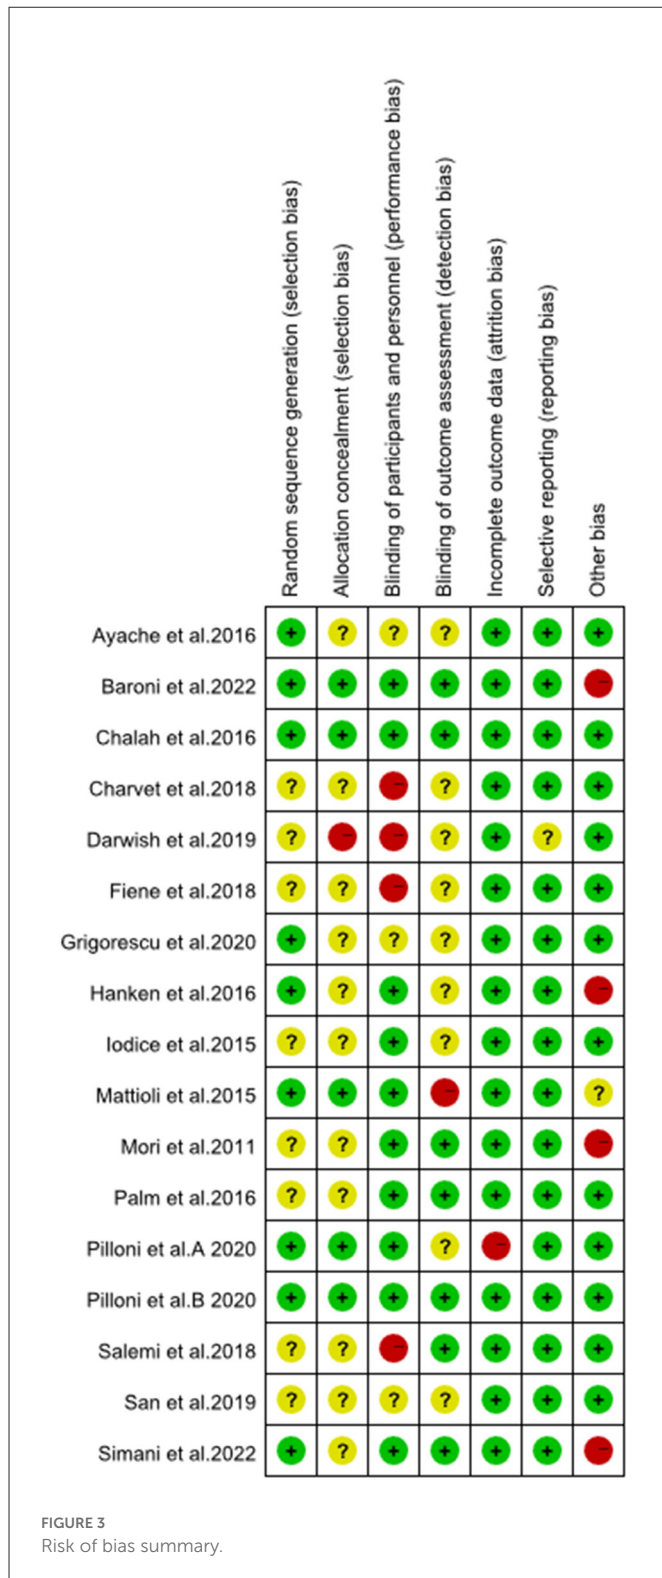 Random sequence generation (selection bias)
Allocation concealment (selection bias)
Blinding of participants and personnel (performance bias)
Blinding of outcome assessment (detection bias)
Incomplete outcome data (attrition bias)
Selective reporting (reporting bias)
Other bias
Ayache et al.2016 + ? ? ? + + +
Baroni et al.2022 + + + + + + -
Chalah et al.2016 + + + + + + +
Charvet et al.2018 ? ? - ? + + +
Darwish et al.2019 ? - - ? + ? +
Fiene et al.2018 ? ? - ? + + +
Grigorescu et al.2020 + ? ? ? + + +
Hanken et al.2016 + ? + ? + + -
Iodice et al.2015 ? ? + ? + + +
Mattioli et al.2015 + + + - + + ?
Mori et al.2011 ? ? + + + + -
Palm et al.2016 ? ? + + + + +
Pilloni et al.A 2020 + + + ? - + +
Pilloni et al.B 2020 + + + + + + +
Salemi et al.2018 ? ? - + + + +
San et al.2019 ? ? ? ? + + +
Simani et al.2022 + ? + + + + -
FIGURE 3
Risk of bias summary.